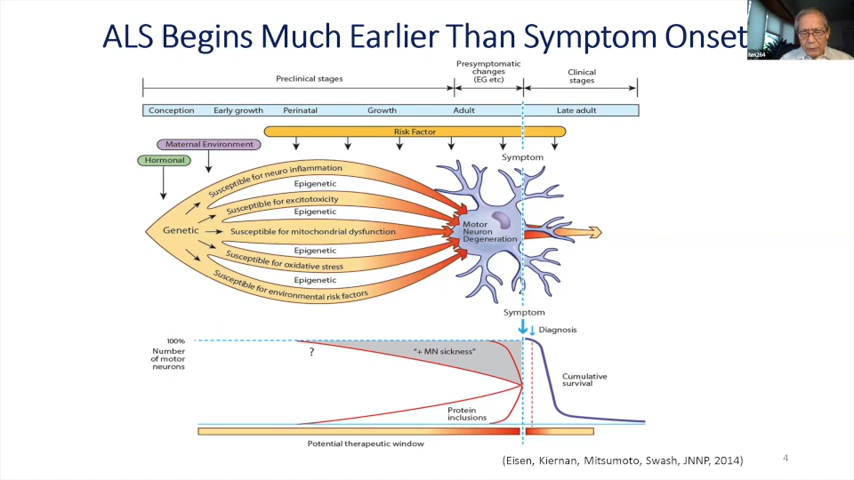 ALS Begins Much Earlier Than Symptom Onset
hm264
Preclinical stages
Presymptomatic
changes
(EG etc)
Clinical
stages
Conception
Early growth
Perinatal
Growth
Adult
Late adult
Risk Factor
Maternal Environment
Hormonal
Symptom
Susceptible for neuro inflammation
Epigenetic
Susceptible for excitotoxicity
Epigenetic
Genetic
Susceptible for mitochondrial dysfunction
Epigenetic
Susceptible for oxidative stress
Epigenetic
Susceptible for environmental risk factors
Motor
Neuron
Degeneration
Symptom
Diagnosis
100%
Number
of motor
neurons
?
"+ MN sickness"
Cumulative
survival
Protein
inclusions
Potential therapeutic window
(Eisen, Kiernan, Mitsumoto, Swash, JNNP, 2014)
4